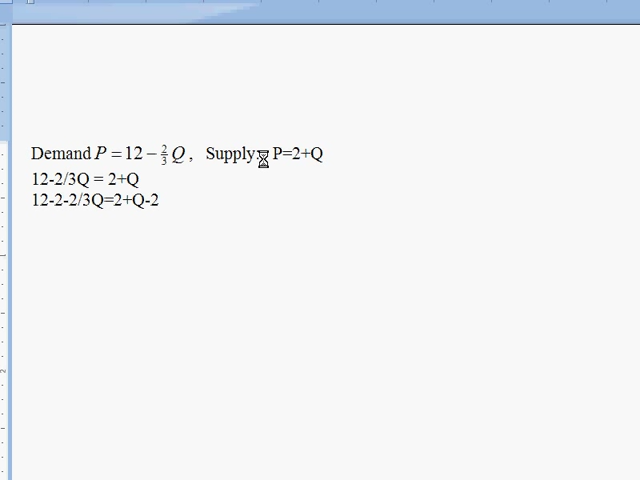 Demand P = 12 − 2/3 Q , Supply: P=2+Q
12-2/3Q = 2+Q
12-2-2/3Q=2+Q-2